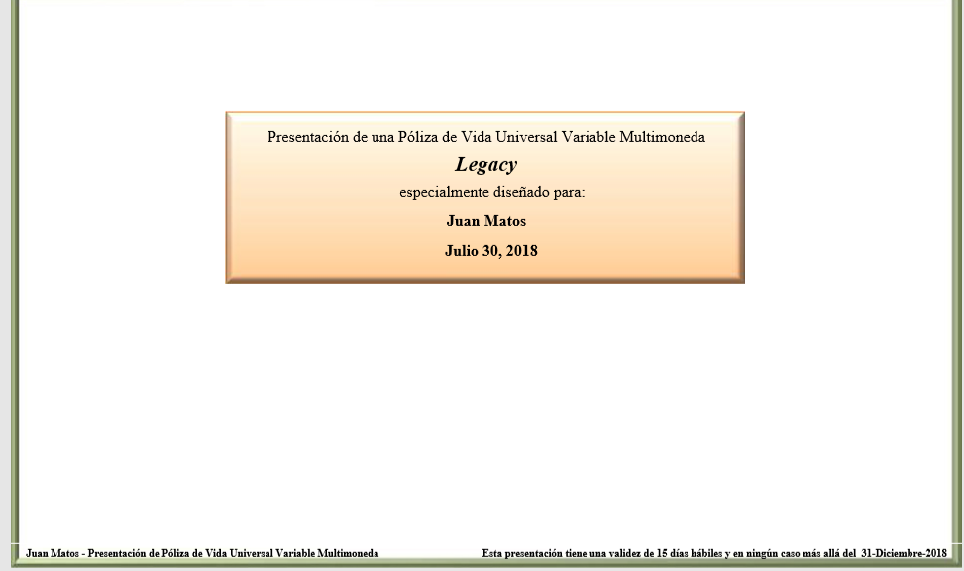 Presentación de una Póliza de Vida Universal Variable Multimoneda
Legacy
especialmente diseñado para:
Juan Matos
Julio 30, 2018
Juan Matos - Presentación de Póliza de Vida Universal Variable Multimoneda
Esta presentación tiene una validez de 15 días hábiles y en ningún caso más allá del 31-Diciembre-2018